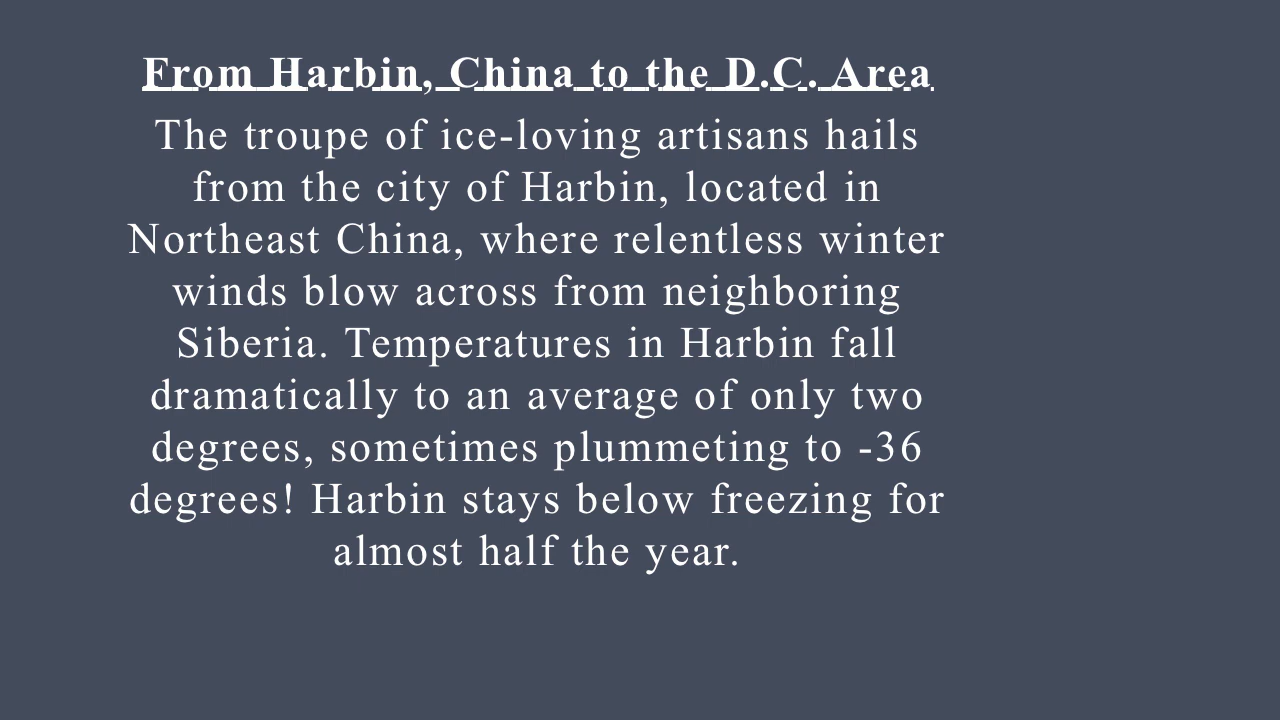 From Harbin, China to the D.C. Area
The troupe of ice-loving artisans hails
from the city of Harbin, located in
Northeast China, where relentless winter
winds blow across from neighboring
Siberia. Temperatures in Harbin fall
dramatically to an average of only two
degrees, sometimes plummeting to -36
degrees! Harbin stays below freezing for
almost half the year.